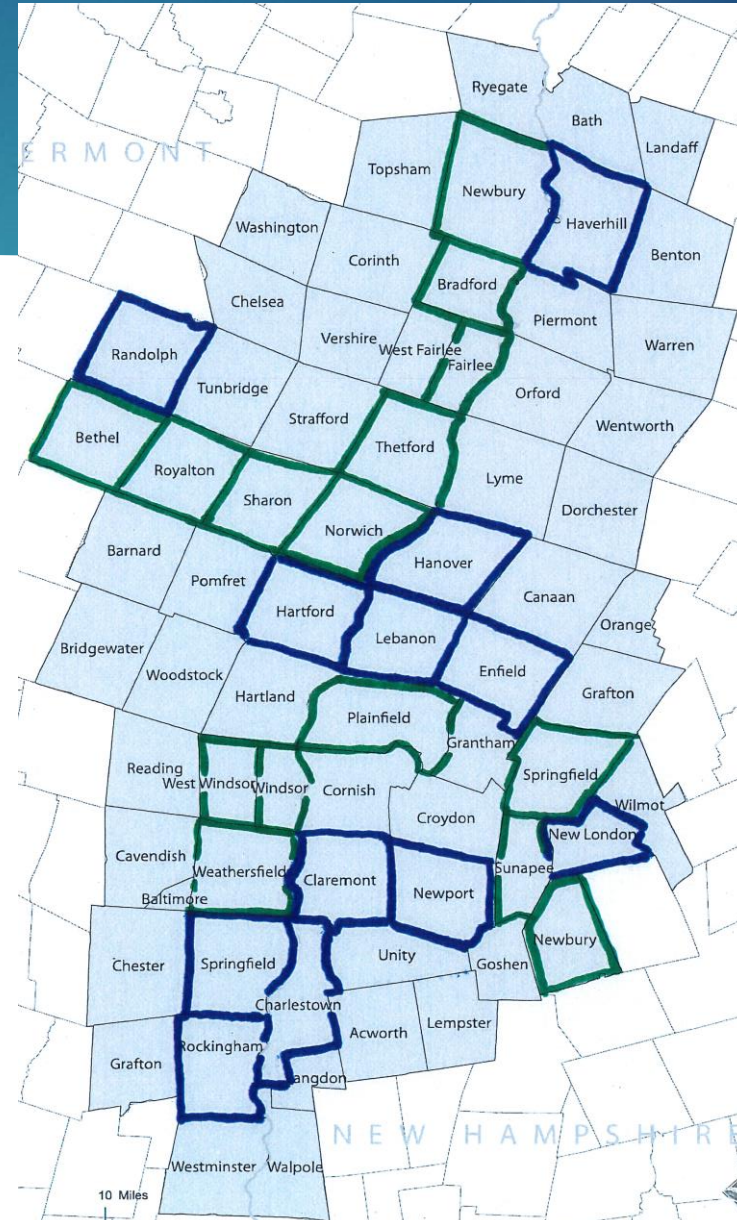 Ryegate
Bath
Landaff
ERMONT
Topsham
Newbury
Haverhill
Washington
Corinth
Benton
Bradford
Chelsea
Piermont
Vershire
West Fairlee
Fairlee
Warren
Randolph
Tunbridge
Orford
Strafford
Wentworth
Bethel
Thetford
Royalton
Lyme
Sharon
Dorchester
Norwich
Barnard
Hanover
Pomfret
Canaan
Hartford
Orange
Lebanon
Bridgewater
Enfield
Woodstock
Grafton
Hartland
Plainfield
Grantham
Reading
Springfield
West Windsor
Windsor
Cornish
Wilmot
Croydon
New London
Cavendish
Weathersfield
Sunapee
Claremont
Newport
Baltimore
Newbury
Unity
Chester
Springfield
Goshen
Charlestown
Lempster
Acworth
Rockingham
Grafton
angdon
NEW HAMPSHIRE
Westminster
Walpole
10 Miles